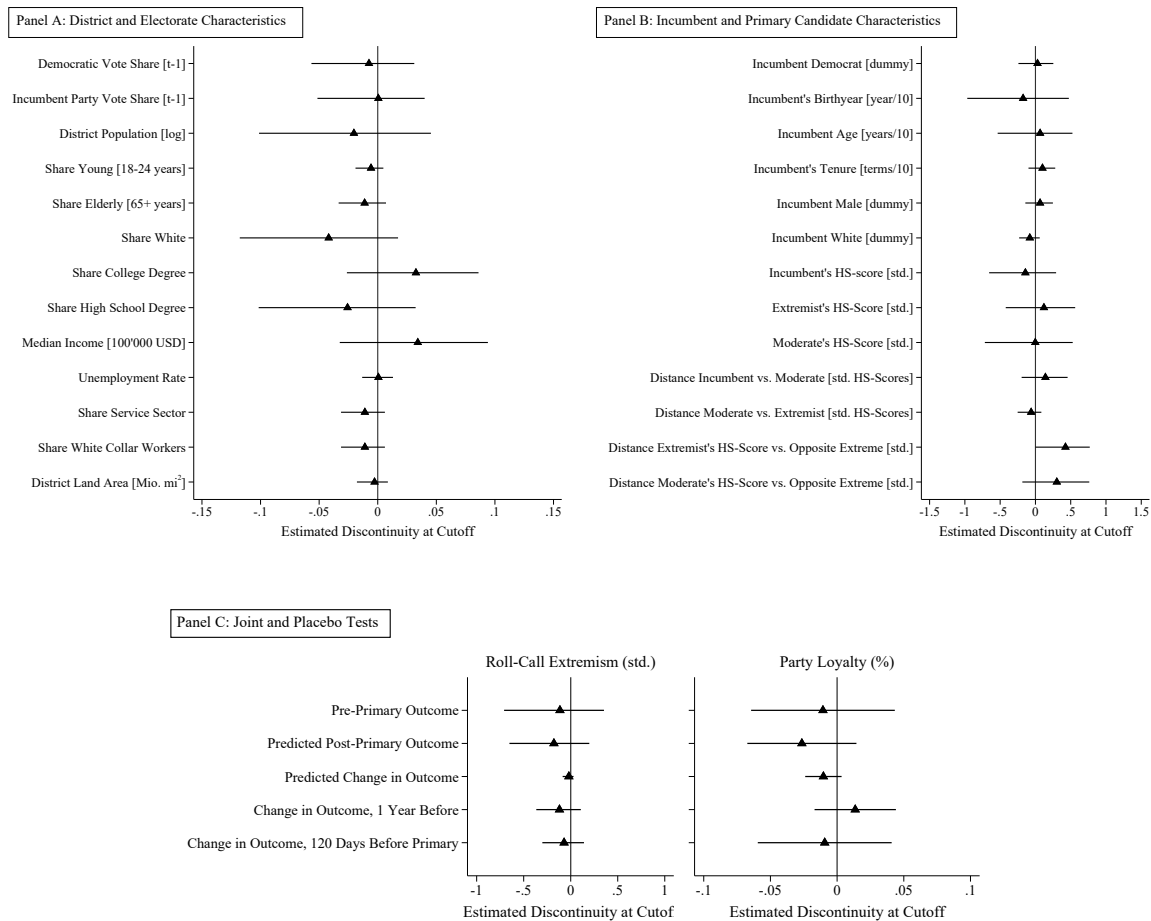 Panel A: District and Electorate Characteristics
Democratic Vote Share [t-1]
Incumbent Party Vote Share [t-1]
District Population [log]
Share Young [18-24 years]
Share Elderly [65+ years]
Share White
Share College Degree
Share High School Degree
Median Income [100'000 USD]
Unemployment Rate
Share Service Sector
Share White Collar Workers
District Land Area [Mio. mi²]
-.15 -.1 -.05 0 .05 .1 .15
Estimated Discontinuity at Cutoff
Panel B: Incumbent and Primary Candidate Characteristics
Incumbent Democrat [dummy]
Incumbent's Birthyear [year/10]
Incumbent Age [years/10]
Incumbent's Tenure [terms/10]
Incumbent Male [dummy]
Incumbent White [dummy]
Incumbent's HS-score [std.]
Extremist's HS-Score [std.]
Moderate's HS-Score [std.]
Distance Incumbent vs. Moderate [std. HS-Scores]
Distance Moderate vs. Extremist [std. HS-Scores]
Distance Extremist's HS-Score vs. Opposite Extreme [std.]
Distance Moderate's HS-Score vs. Opposite Extreme [std.]
-1.5 -1 -.5 0 .5 1 1.5
Estimated Discontinuity at Cutoff
Panel C: Joint and Placebo Tests
Roll-Call Extremism (std.)
Pre-Primary Outcome
Predicted Post-Primary Outcome
Predicted Change in Outcome
Change in Outcome, 1 Year Before
Change in Outcome, 120 Days Before Primary
-1 -.5 0 .5 1
Estimated Discontinuity at Cutoff
Party Loyalty (%)
-.1 -.05 0 .05 .1
Estimated Discontinuity at Cutoff